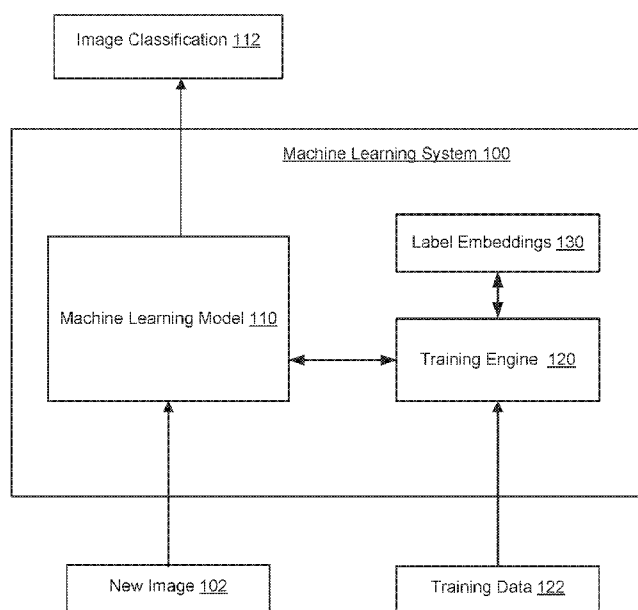 Image Classification 112
Machine Learning System 100
Label Embeddings 130
Machine Learning Model 110
Training Engine 120
New Image 102
Training Data 122